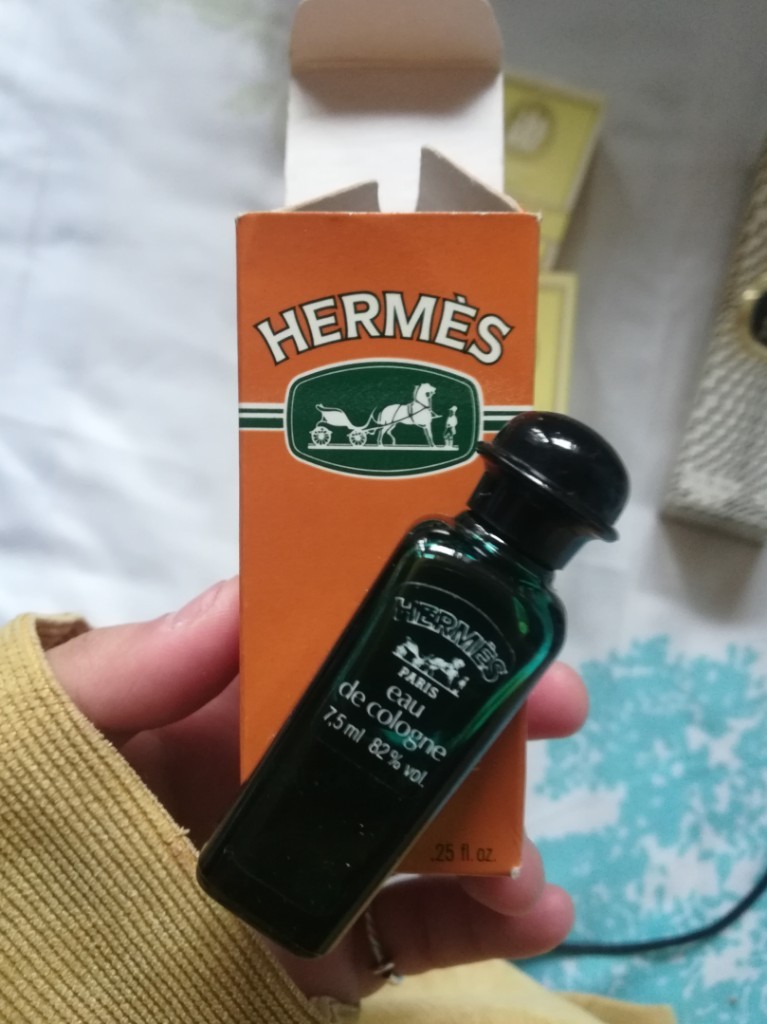 HERMÈS
HERMÈS
PARIS
eau
de cologne
7,5 ml 82% vol.
.25 fl. oz.